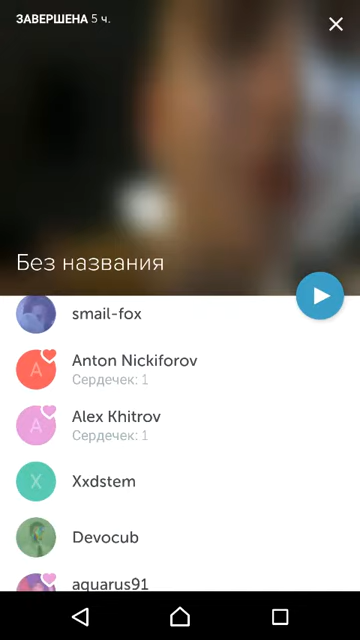 ЗАВЕРШЕНА 5 ч.
Без названия
smail-fox
A
Anton Nickiforov
Сердечек: 1
A
Alex Khitrov
Сердечек: 1
X
Xxdstem
Devocub
aquarus91